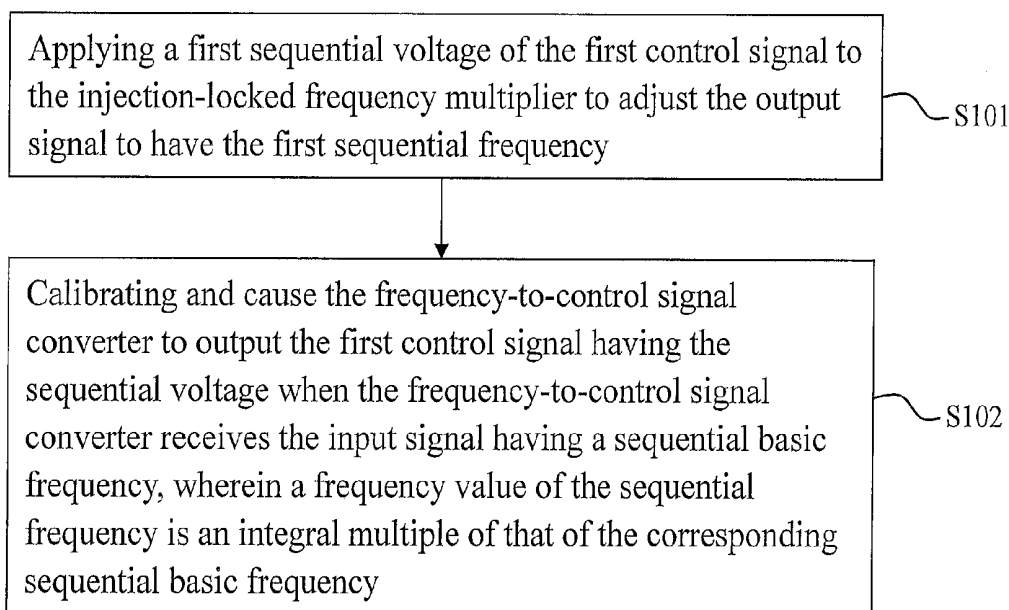 Applying a first sequential voltage of the first control signal to
the injection-locked frequency multiplier to adjust the output
signal to have the first sequential frequency
S101
Calibrating and cause the frequency-to-control signal
converter to output the first control signal having the
sequential voltage when the frequency-to-control signal
converter receives the input signal having a sequential basic
frequency, wherein a frequency value of the sequential
frequency is an integral multiple of that of the corresponding
sequential basic frequency
S102